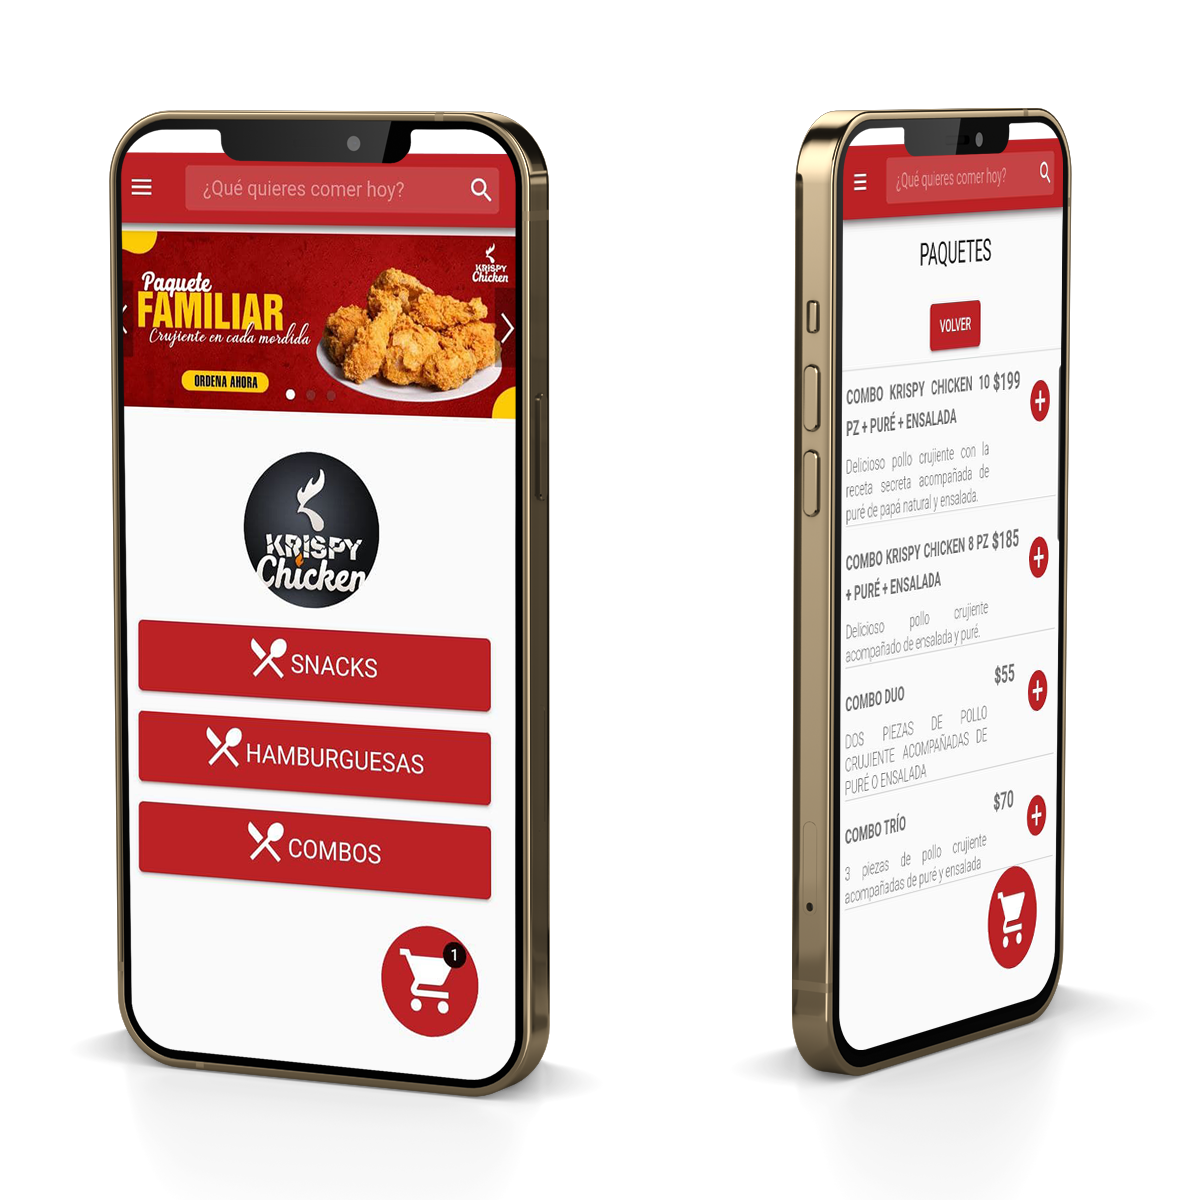 ¿Qué quieres comer hoy?
KRISPY
Chicken
Paquete
FAMILIAR
Crujiente en cada mordida
ORDENA AHORA
KRISPY
Chicken
SNACKS
HAMBURGUESAS
COMBOS
1
¿Qué quieres comer hoy?
PAQUETES
VOLVER
COMBO KRISPY CHICKEN 10 $199
PZ + PURÉ + ENSALADA
Delicioso pollo crujiente con la
receta secreta acompañada de
puré de papá natural y ensalada.
COMBO KRISPY CHICKEN 8 PZ $185
+ PURÉ + ENSALADA
Delicioso pollo crujiente
acompañado de ensalada y puré.
COMBO DUO $55
DOS PIEZAS DE POLLO
CRUJIENTE ACOMPAÑADAS DE
PURÉ O ENSALADA
COMBO TRÍO $70
3 piezas de pollo crujiente
acompañadas de puré y ensalada